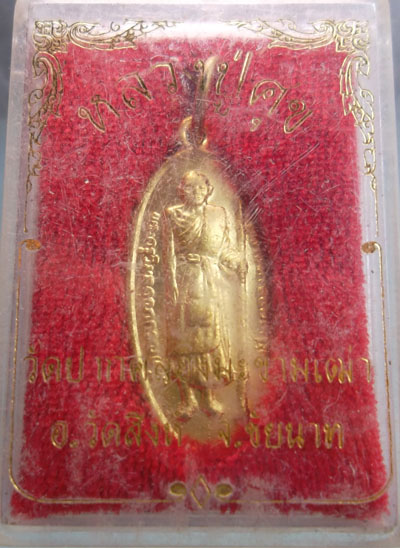 หลวงปู่ศุข
วัดปากคลองมะขามเฒ่า
อ.วัดสิงห์ จ.ชัยนาท